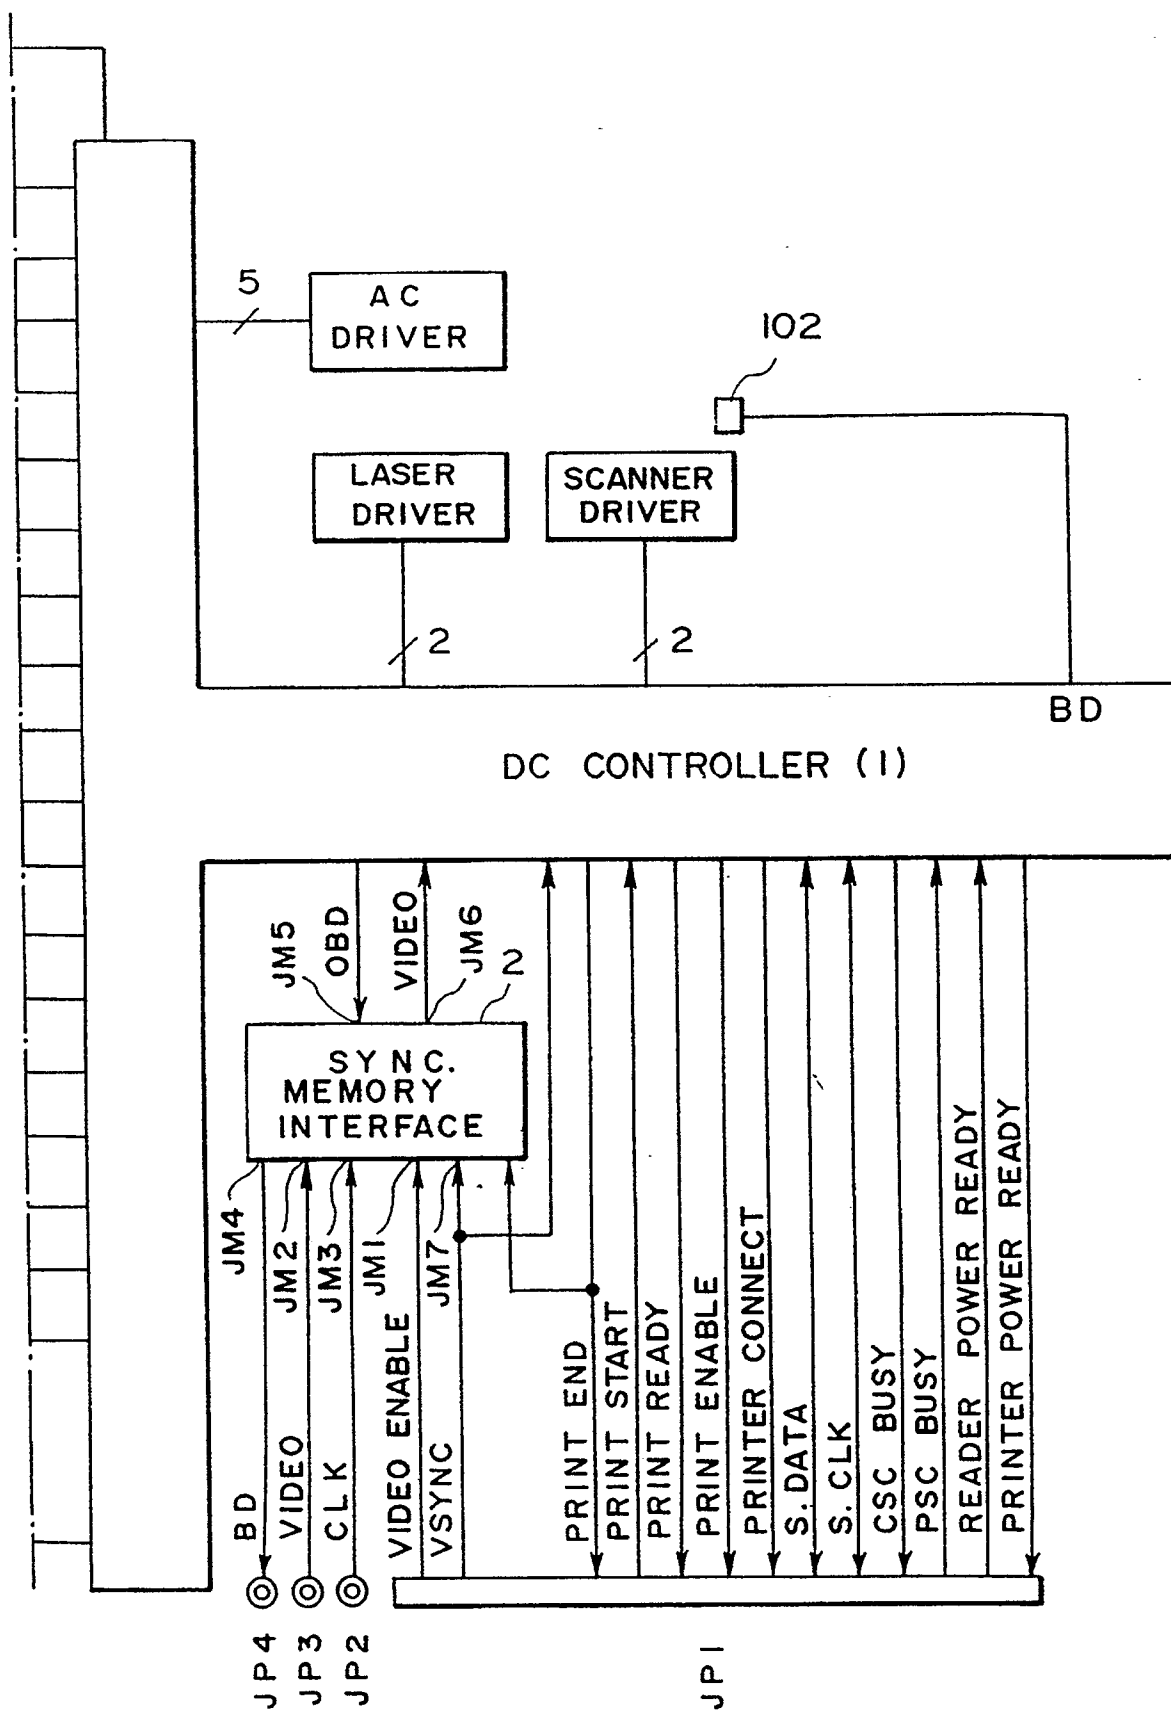 5
AC
DRIVER
102
LASER
DRIVER
SCANNER
DRIVER
2
2
BD
DC CONTROLLER (1)
JM5
OBD
VIDEO
JM6
2
SYNC.
MEMORY
INTERFACE
JM4
JM2
JM3
JM1
JM7
BD
VIDEO
CLK
VIDEO ENABLE
VSYNC
PRINT END
PRINT START
PRINT READY
PRINT ENABLE
PRINTER CONNECT
S.DATA
S.CLK
CSC BUSY
PSC BUSY
READER POWER READY
PRINTER POWER READY
JP4
JP3
JP2
JP1